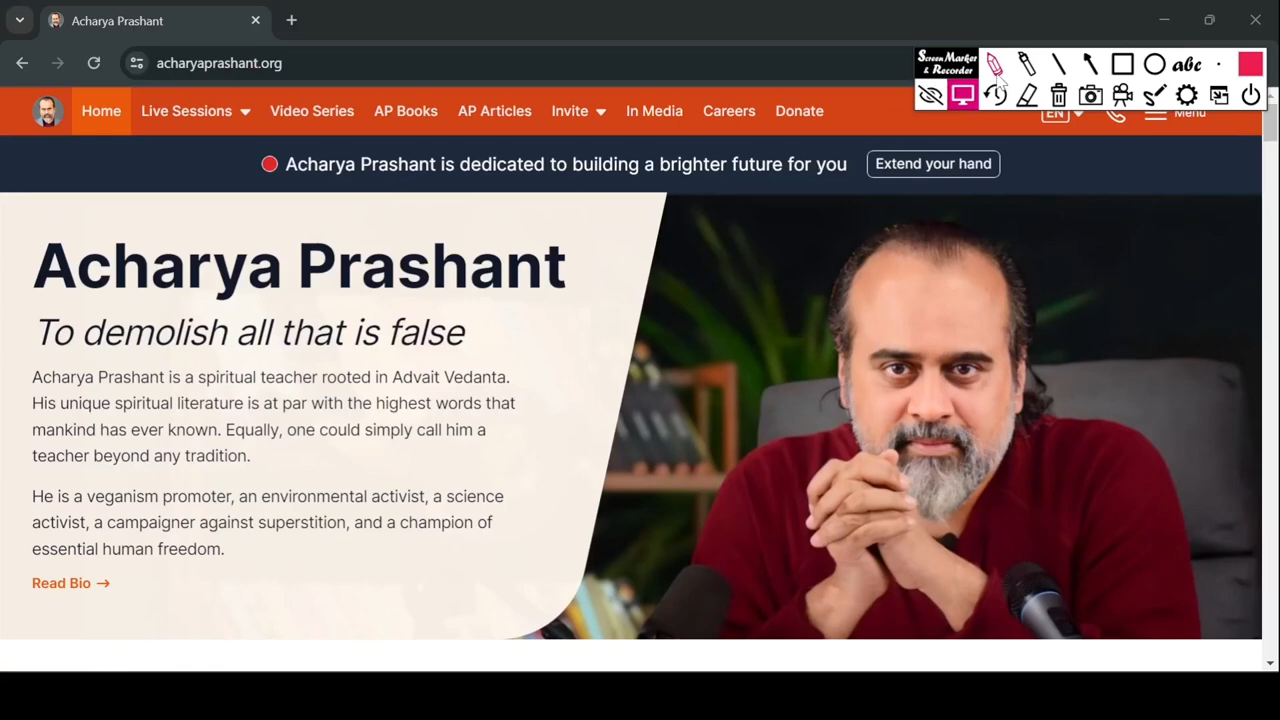 Acharya Prashant
acharyaprashant.org
Screen Marker
& Recorder
abc
Home Live Sessions Video Series AP Books AP Articles Invite In Media Careers Donate EN Menu
Acharya Prashant is dedicated to building a brighter future for you Extend your hand
Acharya Prashant
To demolish all that is false
Acharya Prashant is a spiritual teacher rooted in Advait Vedanta.
His unique spiritual literature is at par with the highest words that
mankind has ever known. Equally, one could simply call him a
teacher beyond any tradition.
He is a veganism promoter, an environmental activist, a science
activist, a campaigner against superstition, and a champion of
essential human freedom.
Read Bio →